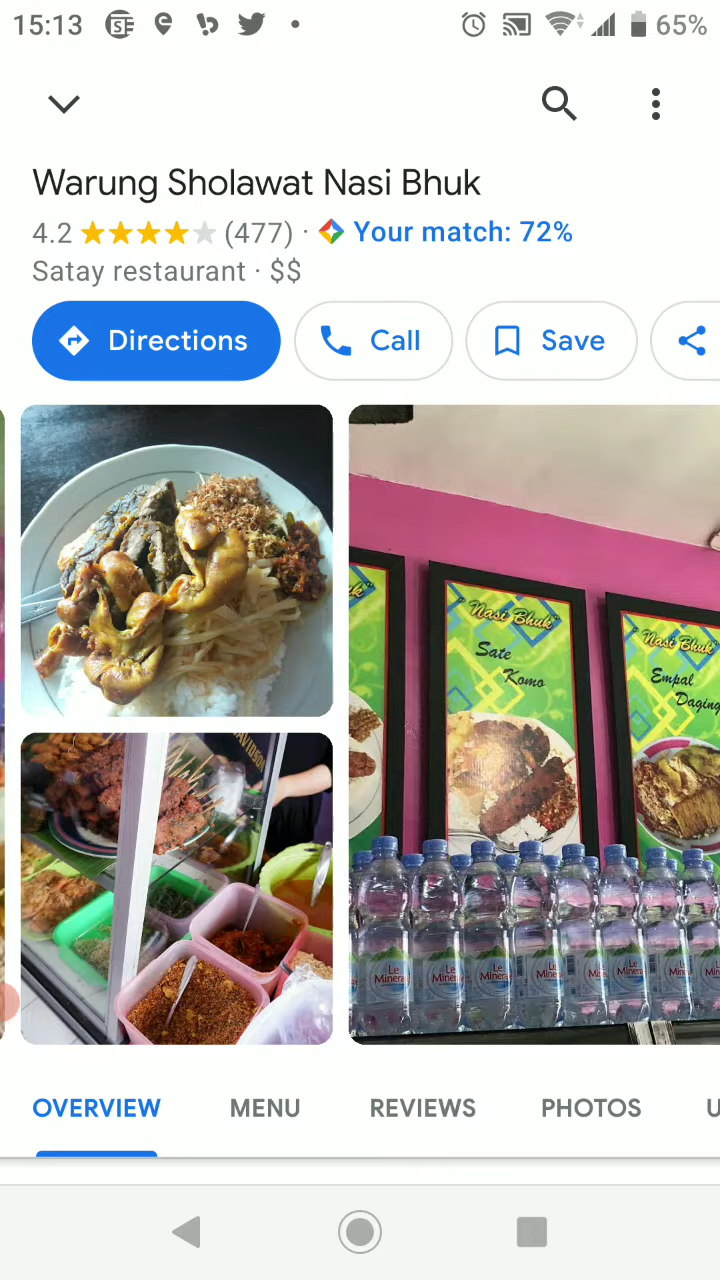 15:13 65%
Warung Sholawat Nasi Bhuk
4.2 (477) · Your match: 72%
Satay restaurant · $$
Directions Call Save
"Nasi Bhuk"
Sate
Komo
"Nasi Bhuk"
Empal
Daging
Le
Minerale
OVERVIEW MENU REVIEWS PHOTOS U